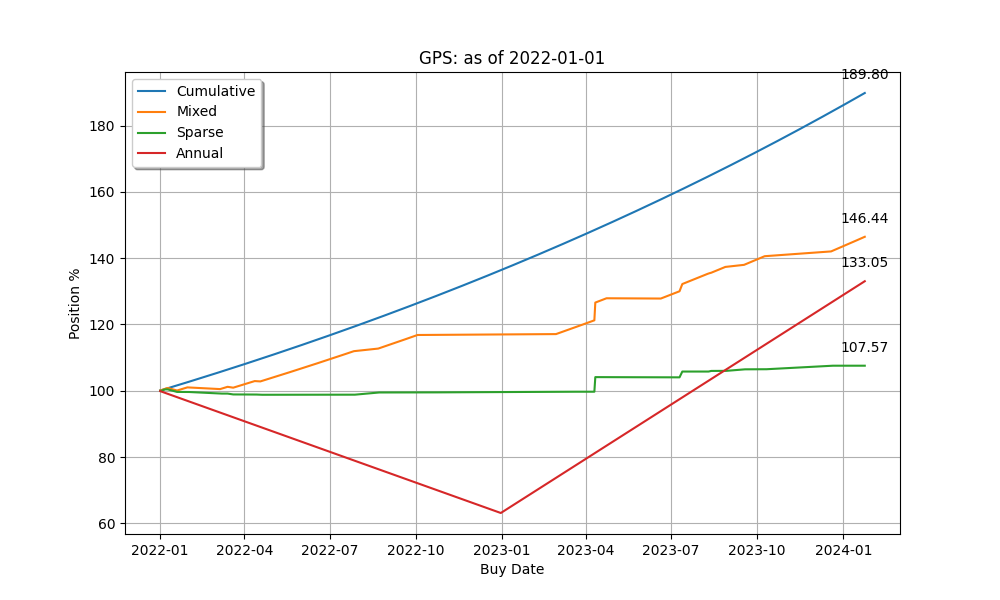 GPS: as of 2022-01-01
189.80
Cumulative
Mixed
Sparse
Annual
146.44
133.05
107.57
180
160
140
120
100
80
60
Position %
2022-01 2022-04 2022-07 2022-10 2023-01 2023-04 2023-07 2023-10 2024-01
Buy Date